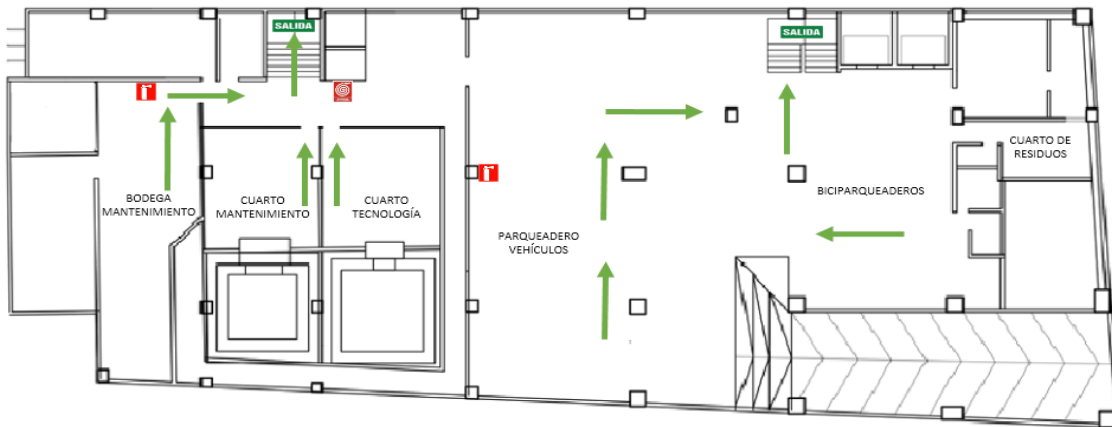 SALIDA
SALIDA
CUARTO DE
RESIDUOS
BODEGA
MANTENIMIENTO
CUARTO
MANTENIMIENTO
CUARTO
TECNOLOGÍA
BICIPARQUEADEROS
PARQUEADERO
VEHÍCULOS